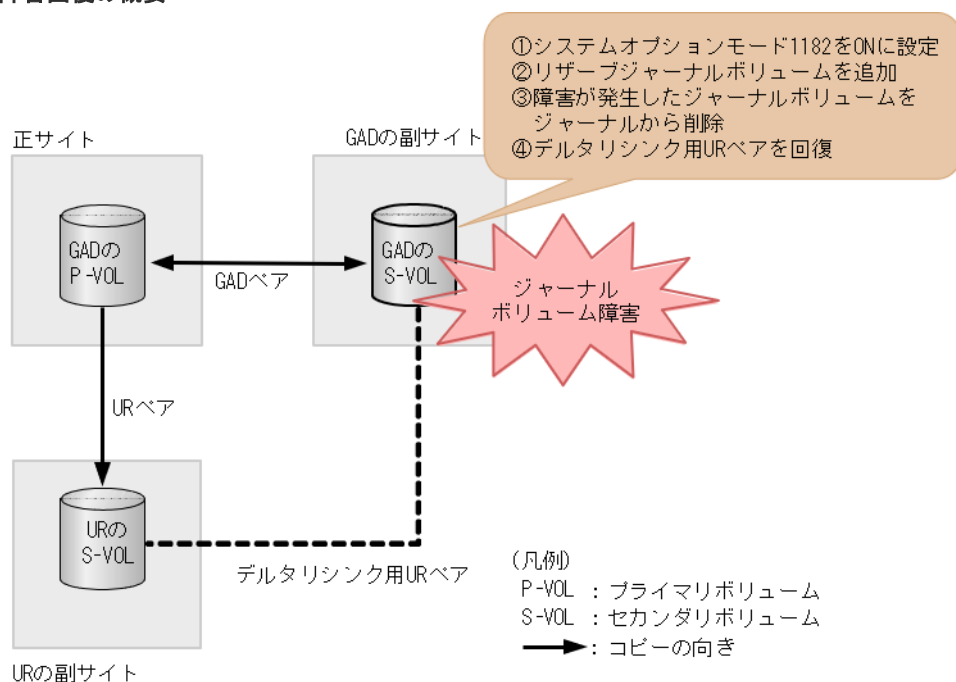 ①システムオプションモード1182をONに設定
②リザーブジャーナルボリュームを追加
③障害が発生したジャーナルボリュームを
ジャーナルから削除
④デルタリシンク用URペアを回復
正サイト
GADの副サイト
GADの
P-VOL
GADペア
GADの
S-VOL
ジャーナル
ボリューム障害
URペア
URの
S-VOL
デルタリシンク用URペア
URの副サイト
(凡例)
P-VOL : プライマリボリューム
S-VOL : セカンダリボリューム
: コピーの向き